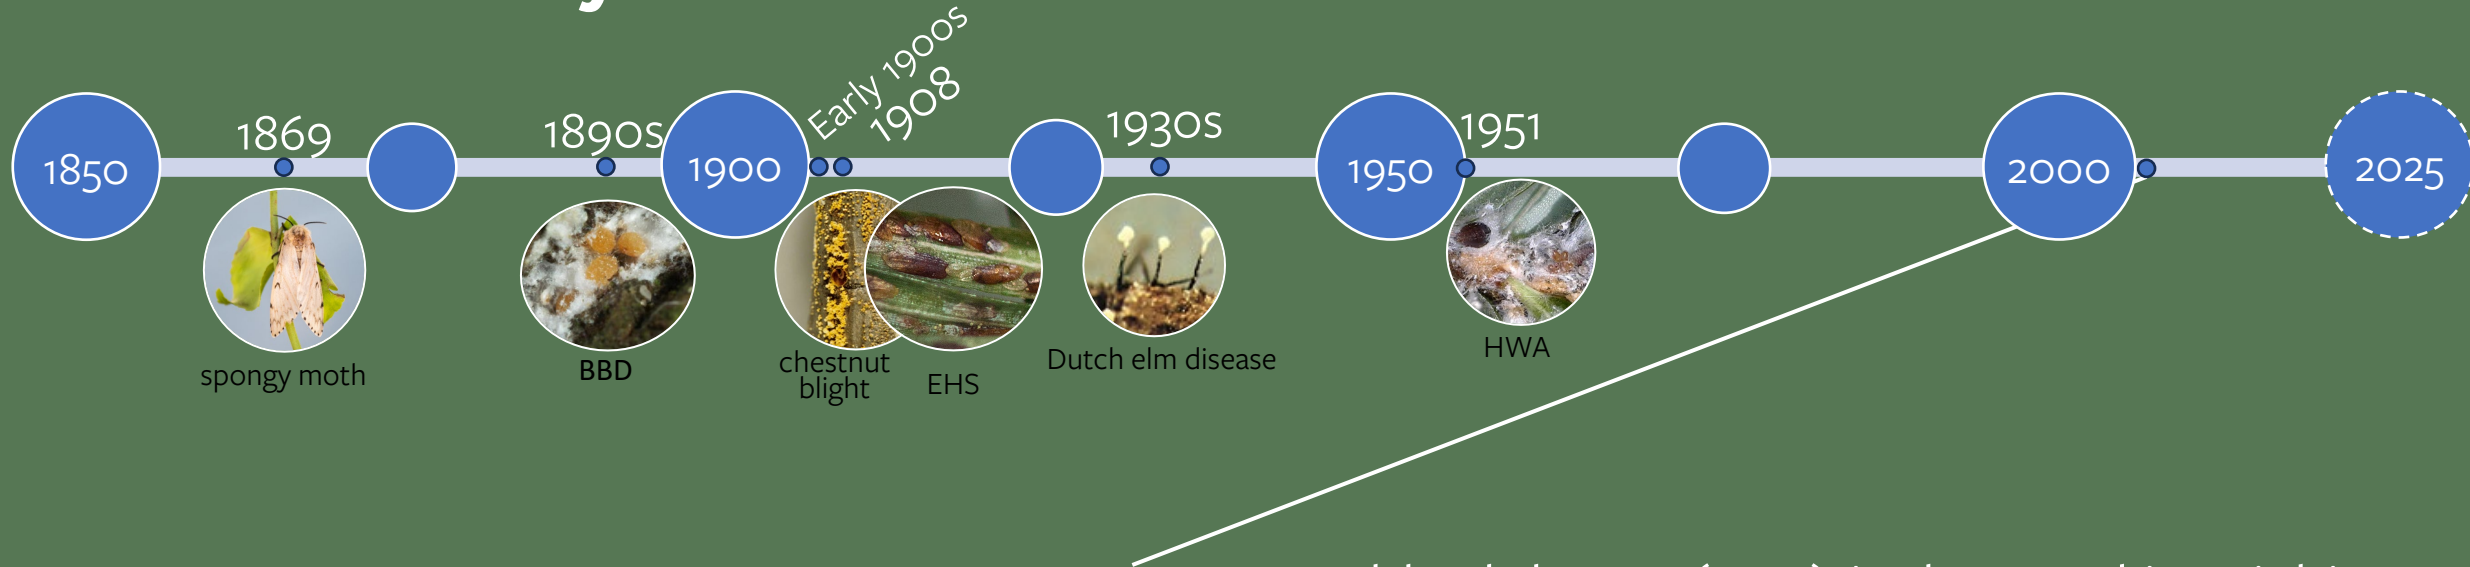 Early 1900s
1908
1869
1890s
1930s
1951
1850
1900
1950
2000
2025
spongy moth
BBD
chestnut
blight
EHS
Dutch elm disease
HWA